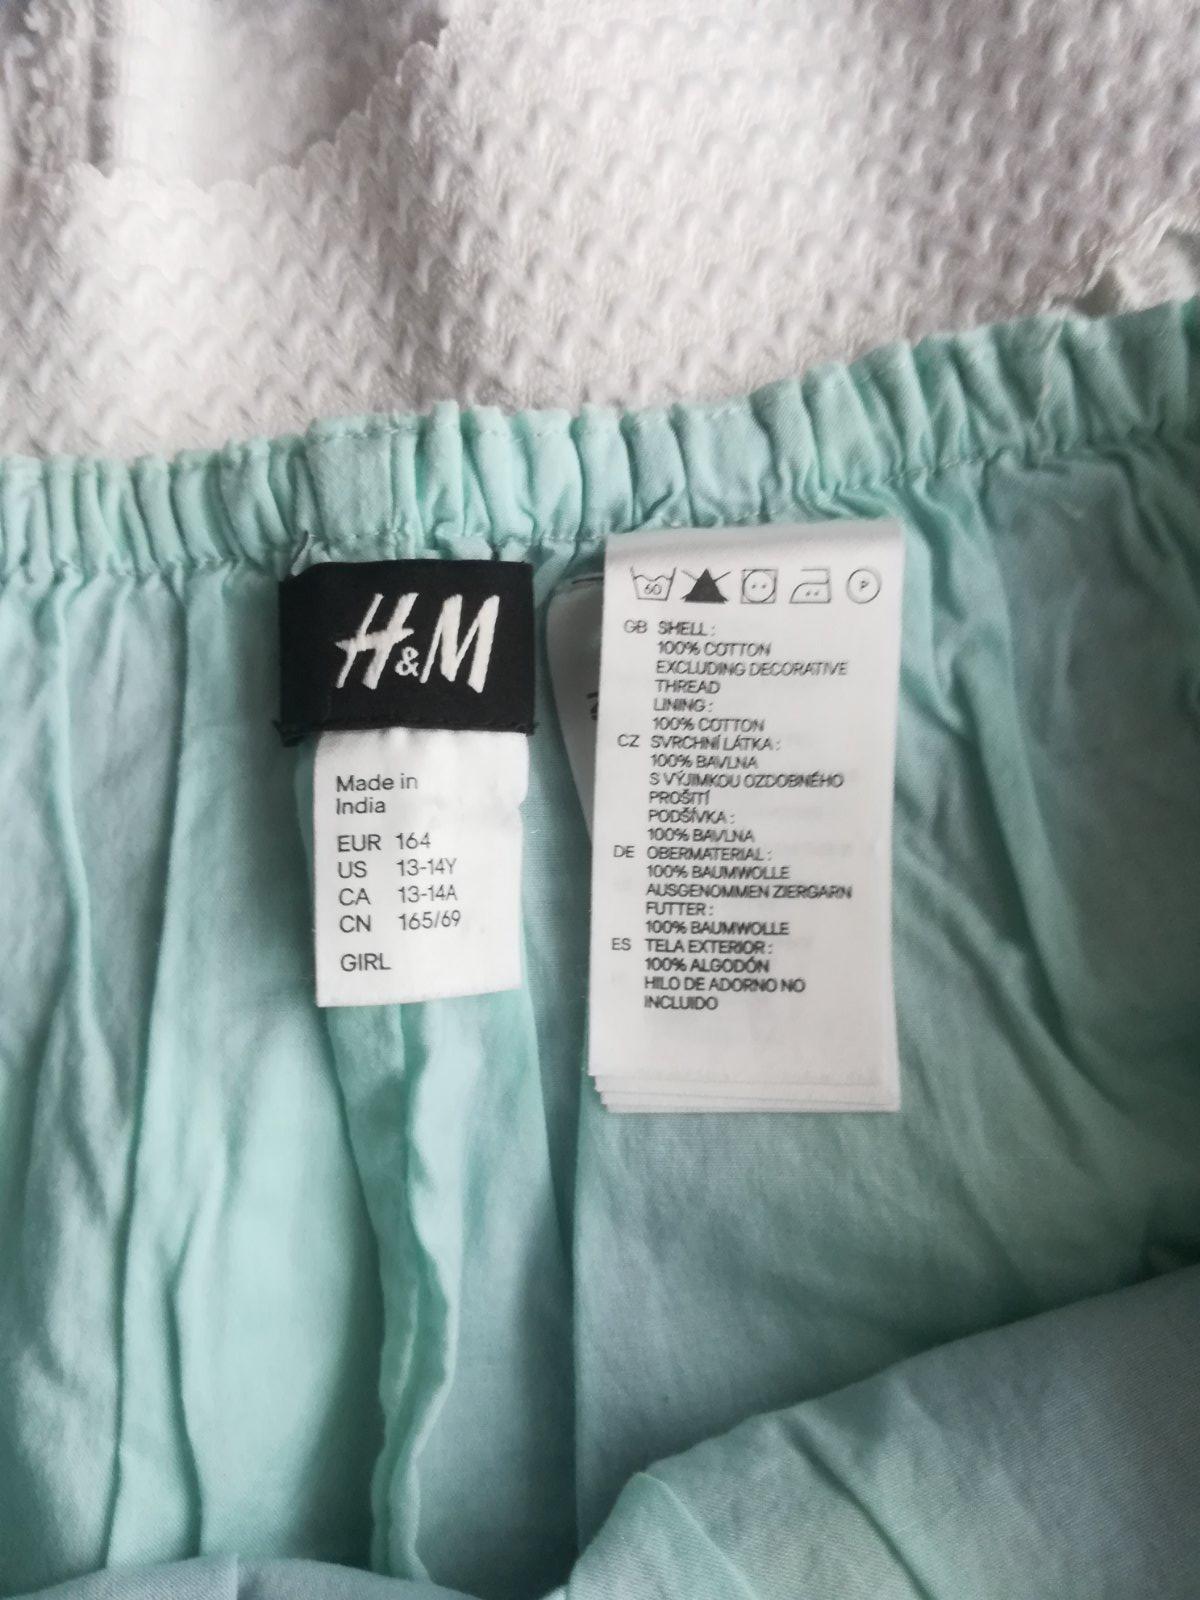 H&M
Made in
India
EUR 164
US 13-14Y
CA 13-14A
CN 165/69
GIRL
60
P
GB SHELL:
100% COTTON
EXCLUDING DECORATIVE
THREAD
LINING:
100% COTTON
CZ SVRCHNÍ LÁTKA:
100% BAVLNA
S VÝJIMKOU OZDOBNÉHO
PROŠITÍ
PODŠÍVKA:
100% BAVLNA
DE OBERMATERIAL:
100% BAUMWOLLE
AUSGENOMMEN ZIERGARN
FUTTER:
100% BAUMWOLLE
ES TELA EXTERIOR:
100% ALGODÓN
HILO DE ADORNO NO
INCLUIDO